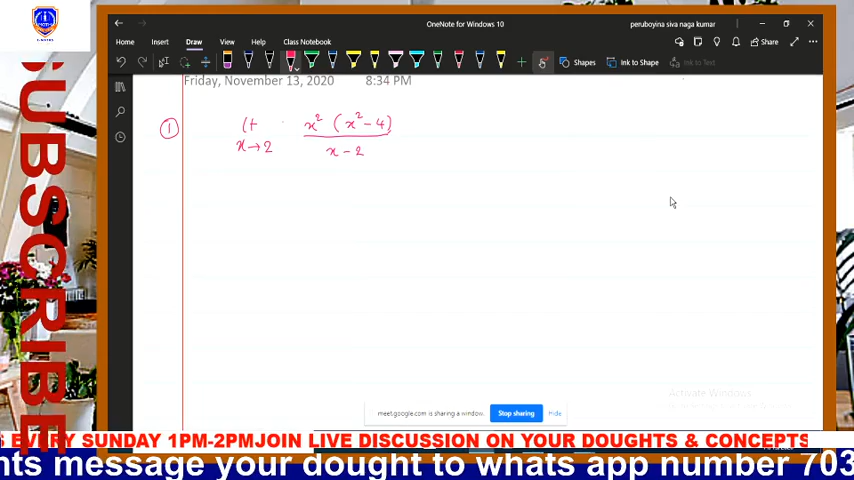 OneNote for Windows 10
peruboyina siva naga kumar
Home Insert Draw View Help Class Notebook Share
Shapes Ink to Shape Ink to Text
Friday, November 13, 2020 8:34 PM
① lt x² (x²-4)
x→2 x-2
Activate Windows
meet.google.com is sharing a window. Stop sharing Hide
SUBSCRIBE
EVERY SUNDAY 1PM-2PMJOIN LIVE DISCUSSION ON YOUR DOUGHTS & CONCEPTS
nts message your dought to whats app number 703